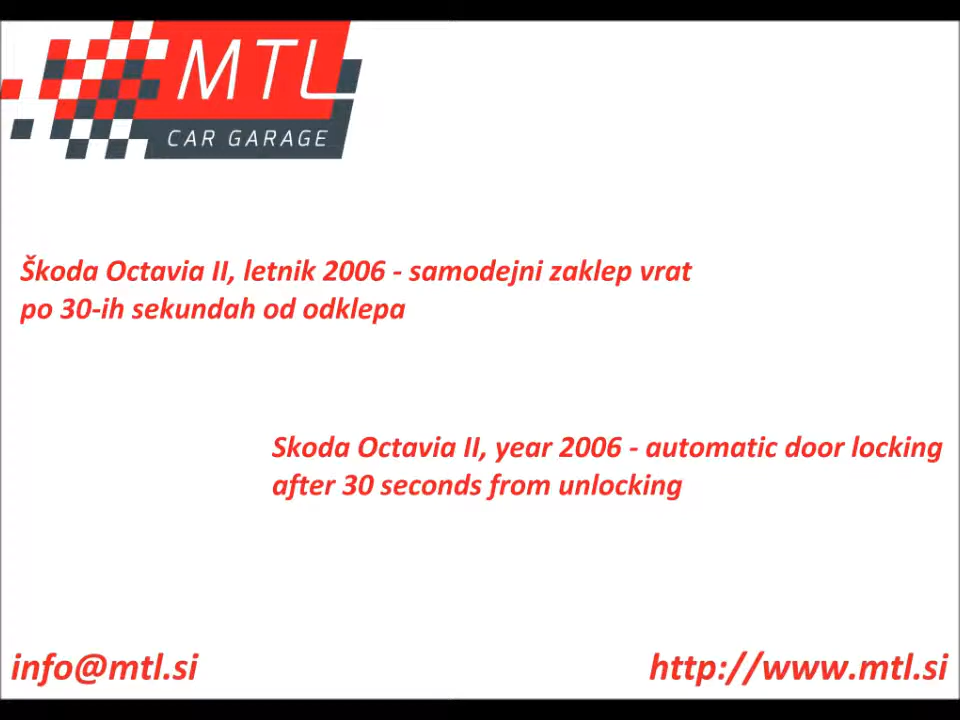 MTL
CAR GARAGE
Škoda Octavia II, letnik 2006 - samodejni zaklep vrat
po 30-ih sekundah od odklepa
Skoda Octavia II, year 2006 - automatic door locking
after 30 seconds from unlocking
info@mtl.si
http://www.mtl.si